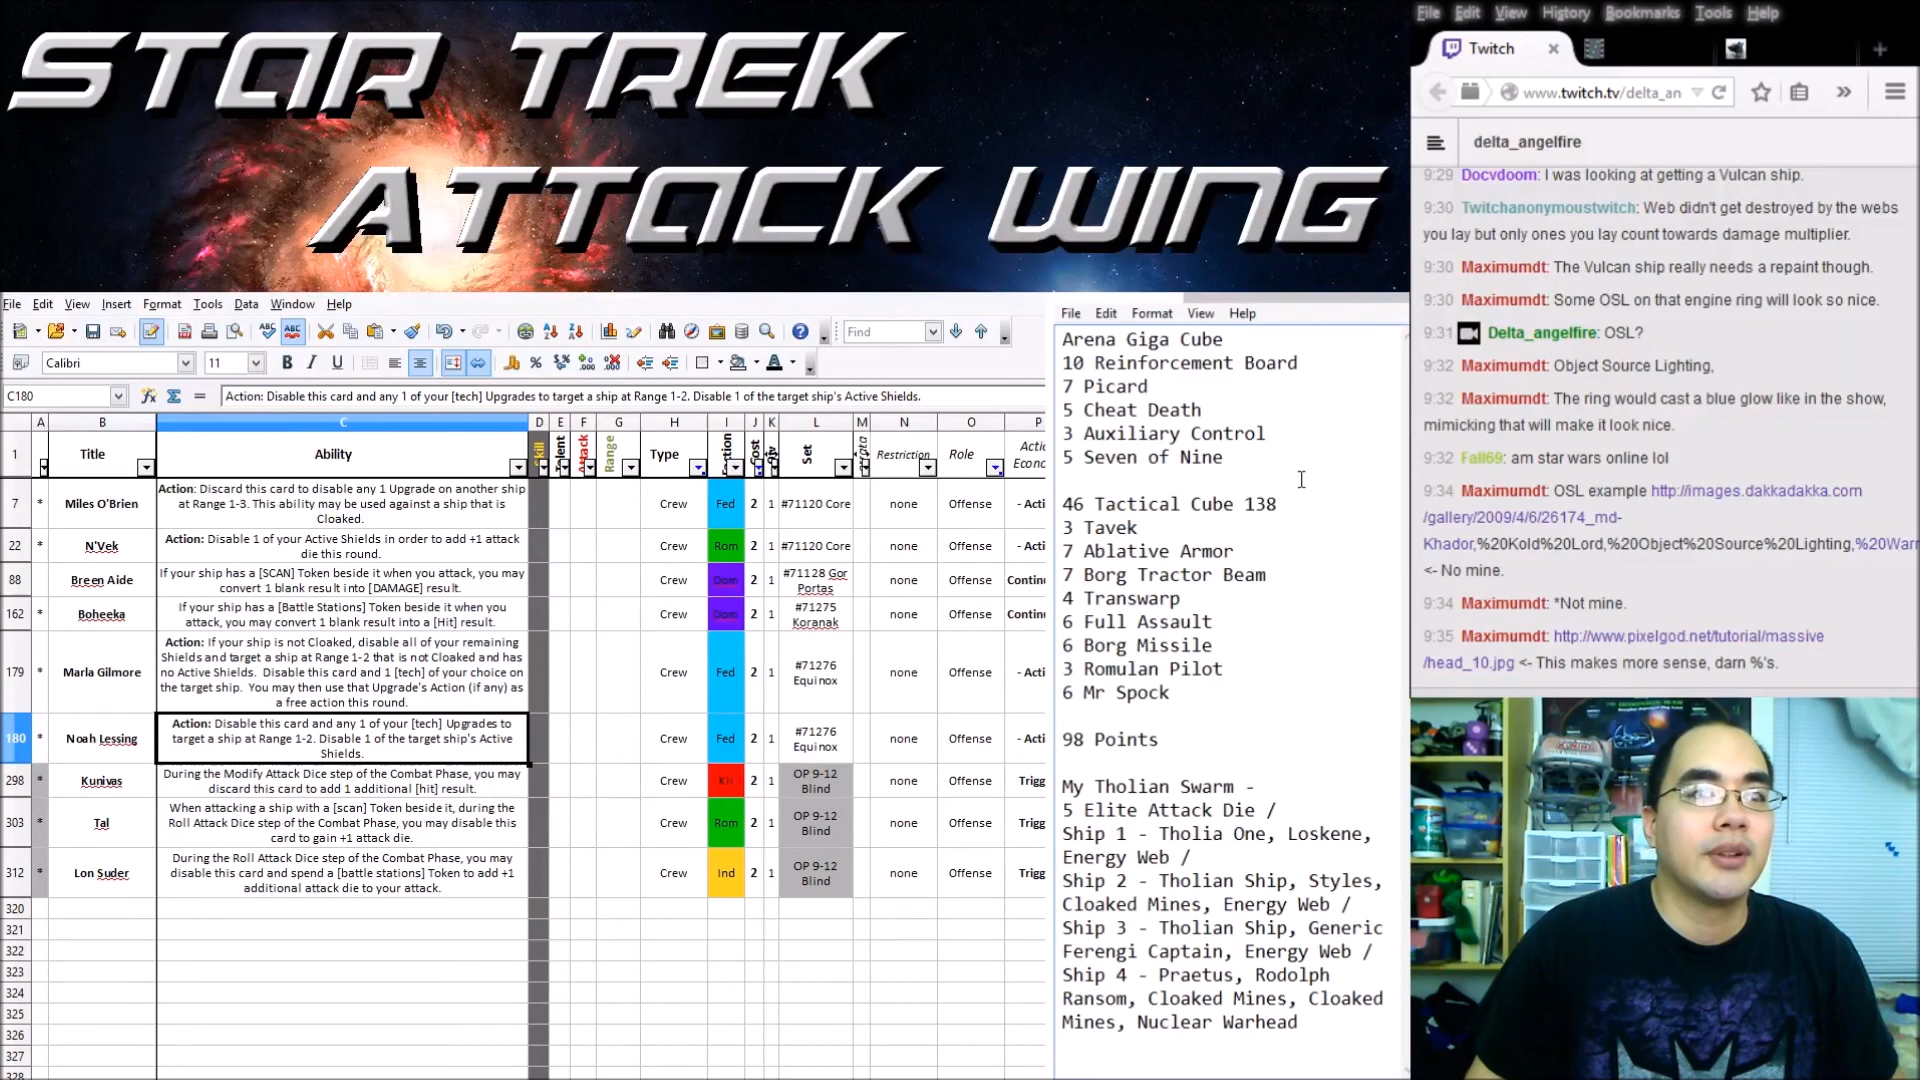 STAR TREK
ATTACK WING
File Edit View Insert Format Tools Data Window Help
Find
Calibri 11 B I U
C180 Action: Disable this card and any 1 of your [tech] Upgrades to target a ship at Range 1-2. Disable 1 of the target ship's Active Shields.
A B C D E F G H I J K L M N O P
1 Title Ability Skill Talent Attack Range Type Cost Set Restriction Role
7 * Miles O'Brien
Action: Discard this card to disable any 1 Upgrade on another ship
at Range 1-3. This ability may be used against a ship that is
Cloaked.
Crew Fed 2 1 #71120 Core none Offense - Acti
22 * N'Vek
Action: Disable 1 of your Active Shields in order to add +1 attack
die this round.
Crew Rom 2 1 #71120 Core none Offense - Acti
88 * Breen Aide
If your ship has a [SCAN] Token beside it when you attack, you may
convert 1 blank result into [DAMAGE] result.
Crew Dom 2 1 #71128 Gor
Portas
none Offense Contin
162 * Boheeka
If your ship has a [Battle Stations] Token beside it when you
attack, you may convert 1 blank result into a [Hit] result.
Crew Dom 2 1 #71275
Koranak
none Offense Contin
179 * Marla Gilmore
Action: If your ship is not Cloaked, disable all of your remaining
Shields and target a ship at Range 1-2 that is not Cloaked and has
no Active Shields. Disable this card and 1 [tech] of your choice on
the target ship. You may then use that Upgrade's Action (if any) as
a free action this round.
Crew Fed 2 1 #71276
Equinox
none Offense - Acti
180 * Noah Lessing
Action: Disable this card and any 1 of your [tech] Upgrades to
target a ship at Range 1-2. Disable 1 of the target ship's Active
Shields.
Crew Fed 2 1 #71276
Equinox
none Offense - Acti
298 * Kunivas
During the Modify Attack Dice step of the Combat Phase, you may
discard this card to add 1 additional [hit] result.
Crew Kli 2 1 OP 9-12
Blind
none Offense Trigg
303 * Tal
When attacking a ship with a [scan] Token beside it, during the
Roll Attack Dice step of the Combat Phase, you may disable this
card to gain +1 attack die.
Crew Rom 2 1 OP 9-12
Blind
none Offense Trigg
312 * Lon Suder
During the Roll Attack Dice step of the Combat Phase, you may
disable this card and spend a [battle stations] Token to add +1
additional attack die to your attack.
Crew Ind 2 1 OP 9-12
Blind
none Offense Trigg
320
321
322
323
324
325
326
327
328
File Edit Format View Help
Arena Giga Cube
10 Reinforcement Board
7 Picard
5 Cheat Death
3 Auxiliary Control
5 Seven of Nine
46 Tactical Cube 138
3 Tavek
7 Ablative Armor
7 Borg Tractor Beam
4 Transwarp
6 Full Assault
6 Borg Missile
3 Romulan Pilot
6 Mr Spock
98 Points
My Tholian Swarm -
5 Elite Attack Die /
Ship 1 - Tholia One, Loskene,
Energy Web /
Ship 2 - Tholian Ship, Styles,
Cloaked Mines, Energy Web /
Ship 3 - Tholian Ship, Generic
Ferengi Captain, Energy Web /
Ship 4 - Praetus, Rodolph
Ransom, Cloaked Mines, Cloaked
Mines, Nuclear Warhead
File Edit View History Bookmarks Tools Help
Twitch
www.twitch.tv/delta_an
delta_angelfire
9:29 Docvdoom: I was looking at getting a Vulcan ship.
9:30 Twitchanonymoustwitch: Web didn't get destroyed by the webs
you lay but only ones you lay count towards damage multiplier.
9:30 Maximumdt: The Vulcan ship really needs a repaint though.
9:30 Maximumdt: Some OSL on that engine ring will look so nice.
9:31 Delta_angelfire: OSL?
9:32 Maximumdt: Object Source Lighting,
9:32 Maximumdt: The ring would cast a blue glow like in the show,
mimicking that will make it look nice.
9:32 Fall69: am star wars online lol
9:34 Maximumdt: OSL example http://images.dakkadakka.com
/gallery/2009/4/6/26174_md-
Khador,%20Kold%20Lord,%20Object%20Source%20Lighting,%20Warr
<- No mine.
9:34 Maximumdt: *Not mine.
9:35 Maximumdt: http://www.pixelgod.net/tutorial/massive
/head_10.jpg <- This makes more sense, darn %'s.